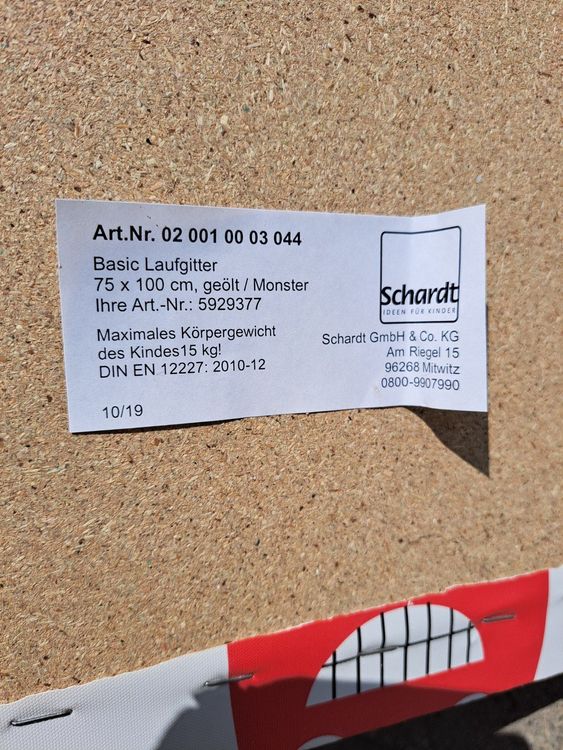 Art.Nr. 02 001 00 03 044
Basic Laufgitter
75 x 100 cm, geölt / Monster
Ihre Art.-Nr.: 5929377
Maximales Körpergewicht
des Kindes15 kg!
DIN EN 12227: 2010-12
10/19
Schardt
IDEEN FÜR KINDER
Schardt GmbH & Co. KG
Am Riegel 15
96268 Mitwitz
0800-9907990